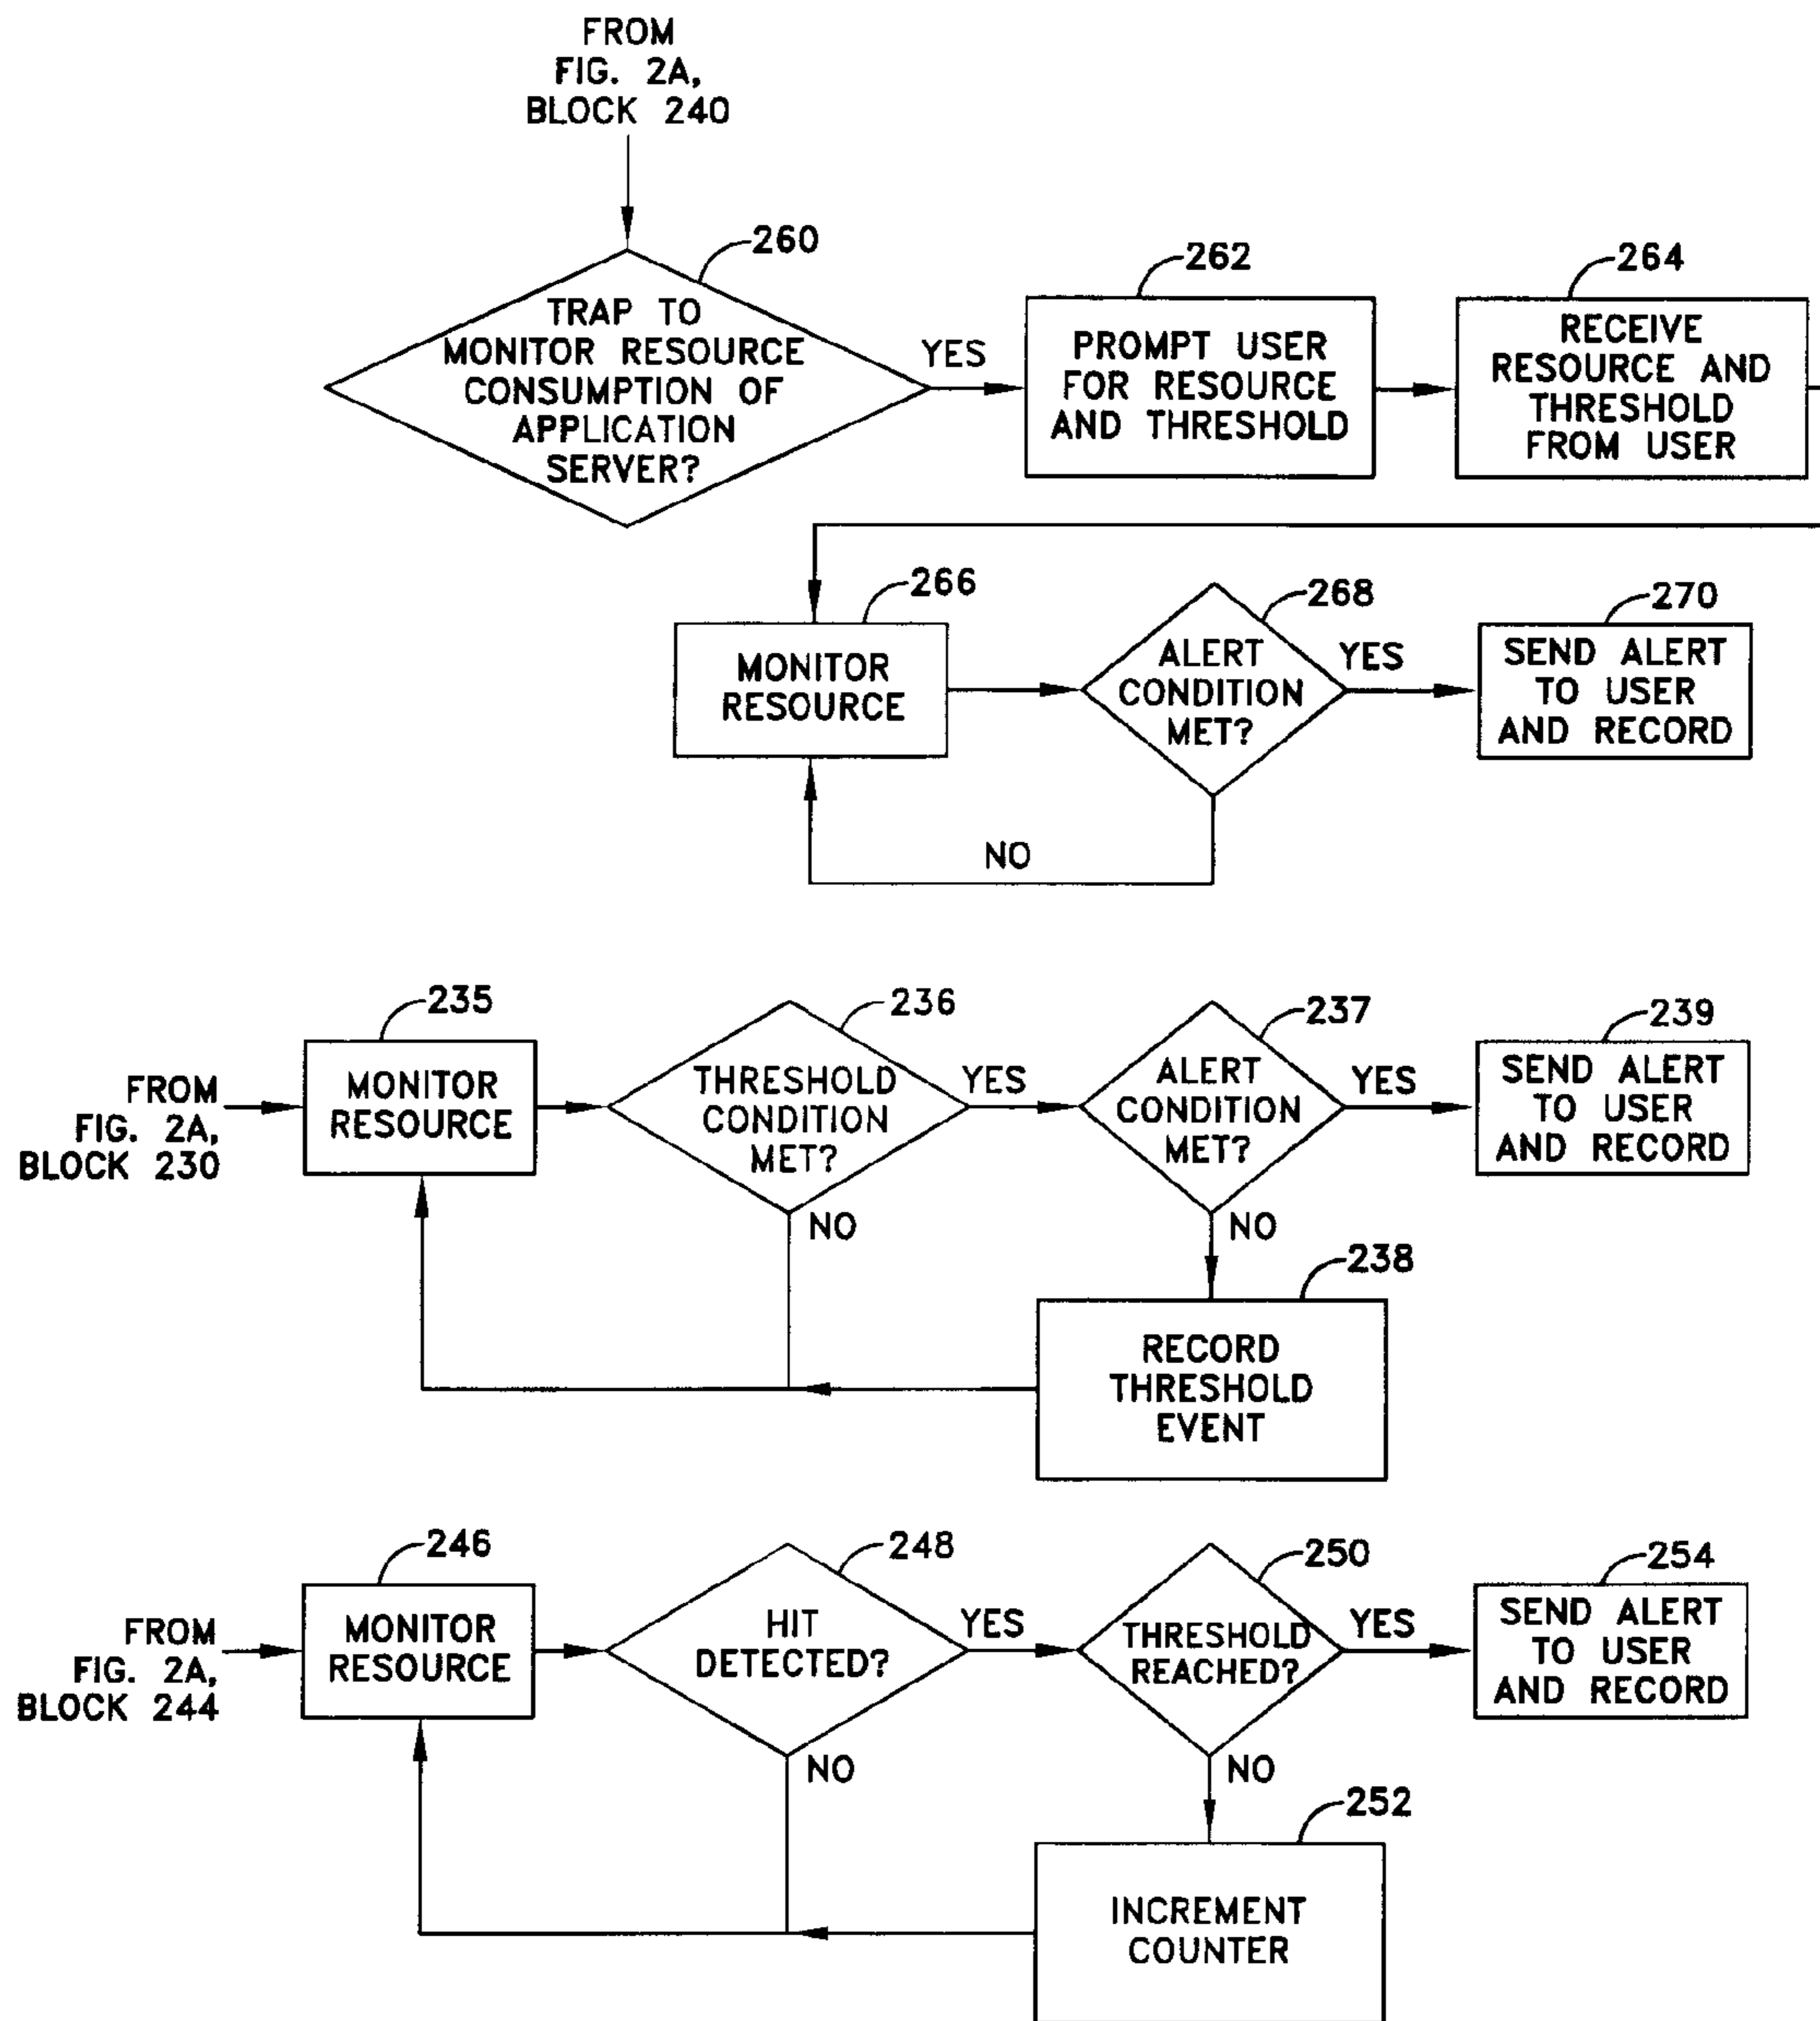 FROM
FIG. 2A,
BLOCK 240
260
TRAP TO
MONITOR RESOURCE
CONSUMPTION OF
APPLICATION
SERVER?
YES
262
PROMPT USER
FOR RESOURCE
AND THRESHOLD
264
RECEIVE
RESOURCE AND
THRESHOLD
FROM USER
266
MONITOR
RESOURCE
268
ALERT
CONDITION
MET?
YES
NO
270
SEND ALERT
TO USER
AND RECORD
FROM
FIG. 2A,
BLOCK 230
235
MONITOR
RESOURCE
236
THRESHOLD
CONDITION
MET?
YES
NO
237
ALERT
CONDITION
MET?
YES
NO
239
SEND ALERT
TO USER
AND RECORD
238
RECORD
THRESHOLD
EVENT
FROM
FIG. 2A,
BLOCK 244
246
MONITOR
RESOURCE
248
HIT
DETECTED?
YES
NO
250
THRESHOLD
REACHED?
YES
NO
254
SEND ALERT
TO USER
AND RECORD
252
INCREMENT
COUNTER